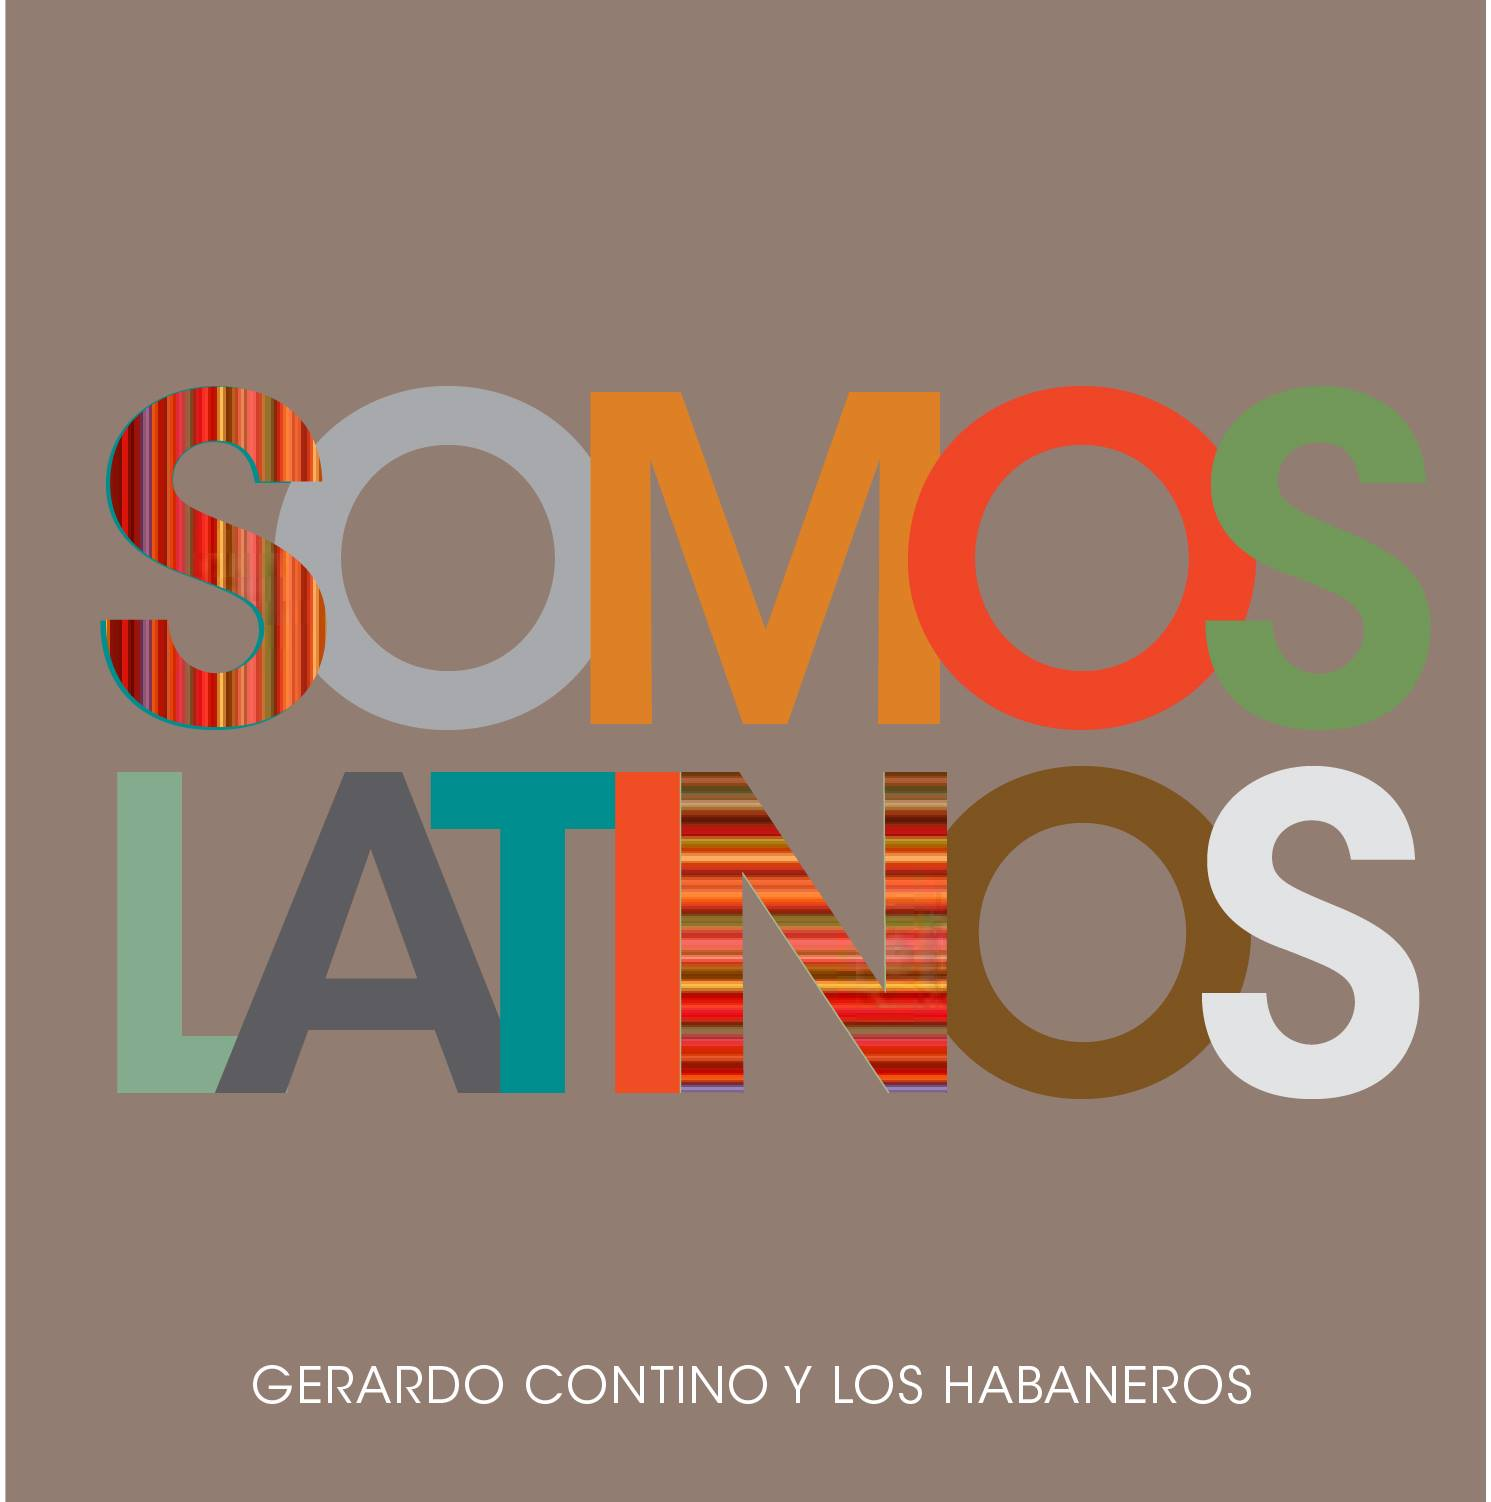 SOMOS
LATINOS
GERARDO CONTINO Y LOS HABANEROS